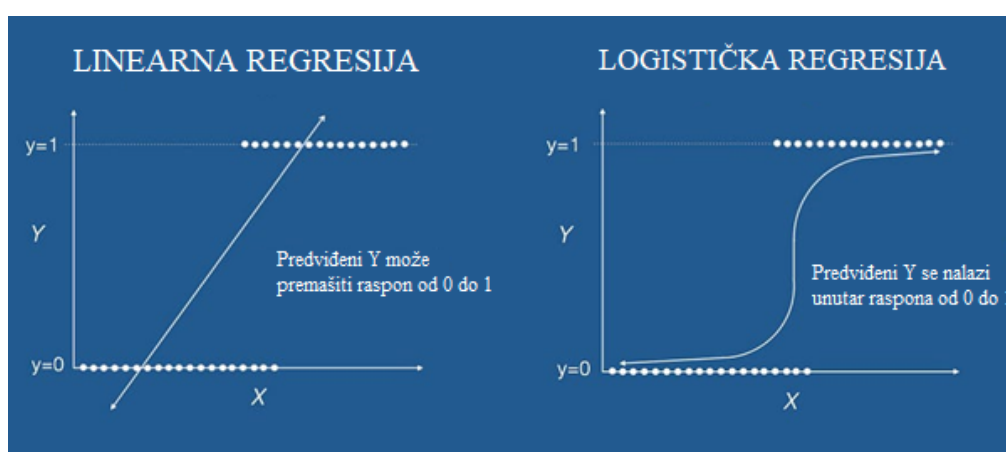 LINEARNA REGRESIJA
y=1
Y
Predviđeni Y može
premašiti raspon od 0 do 1
y=0
X
LOGISTIČKA REGRESIJA
y=1
Y
Predviđeni Y se nalazi
unutar raspona od 0 do
y=0
X